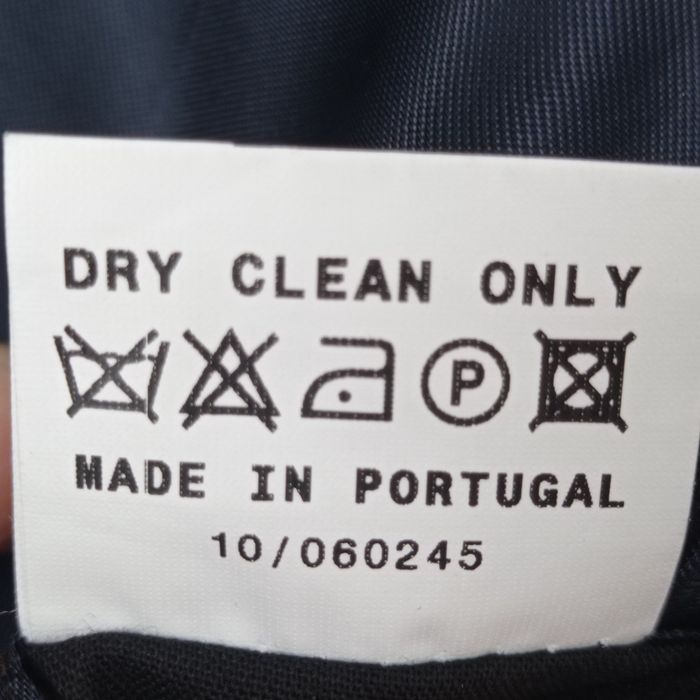 DRY CLEAN ONLY
P
MADE IN PORTUGAL
10/060245